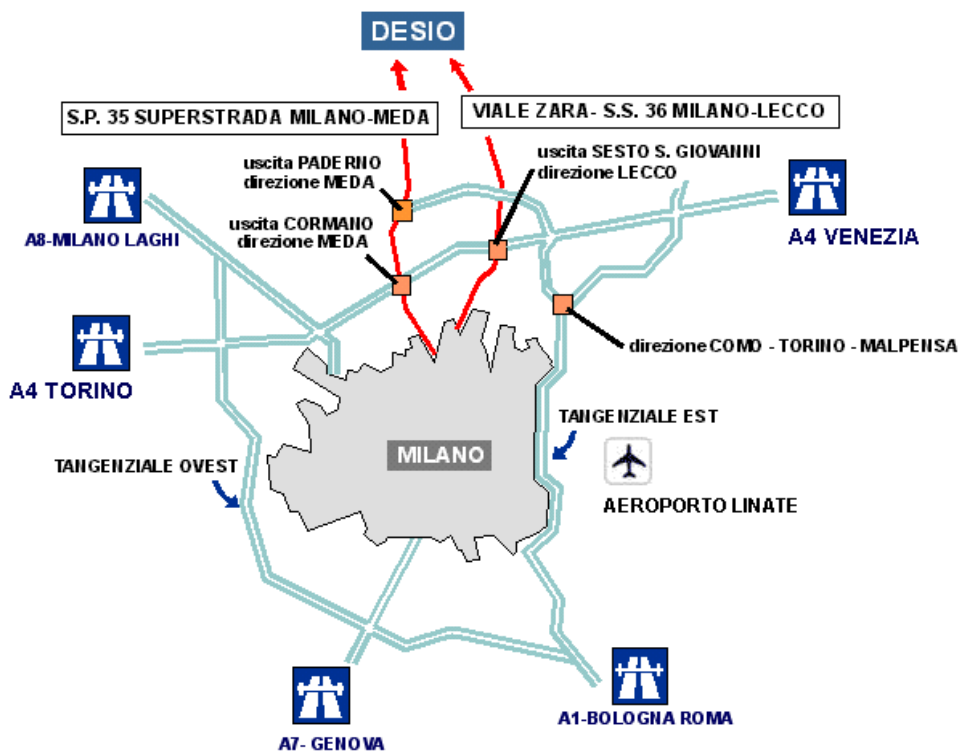 DESIO
S.P. 35 SUPERSTRADA MILANO-MEDA
VIALE ZARA- S.S. 36 MILANO-LECCO
uscita PADERNO
direzione MEDA
uscita SESTO S. GIOVANNI
direzione LECCO
uscita CORMANO
direzione MEDA
A8-MILANO LAGHI
A4 VENEZIA
direzione COMO - TORINO - MALPENSA
A4 TORINO
TANGENZIALE EST
MILANO
TANGENZIALE OVEST
AEROPORTO LINATE
A1-BOLOGNA ROMA
A7- GENOVA